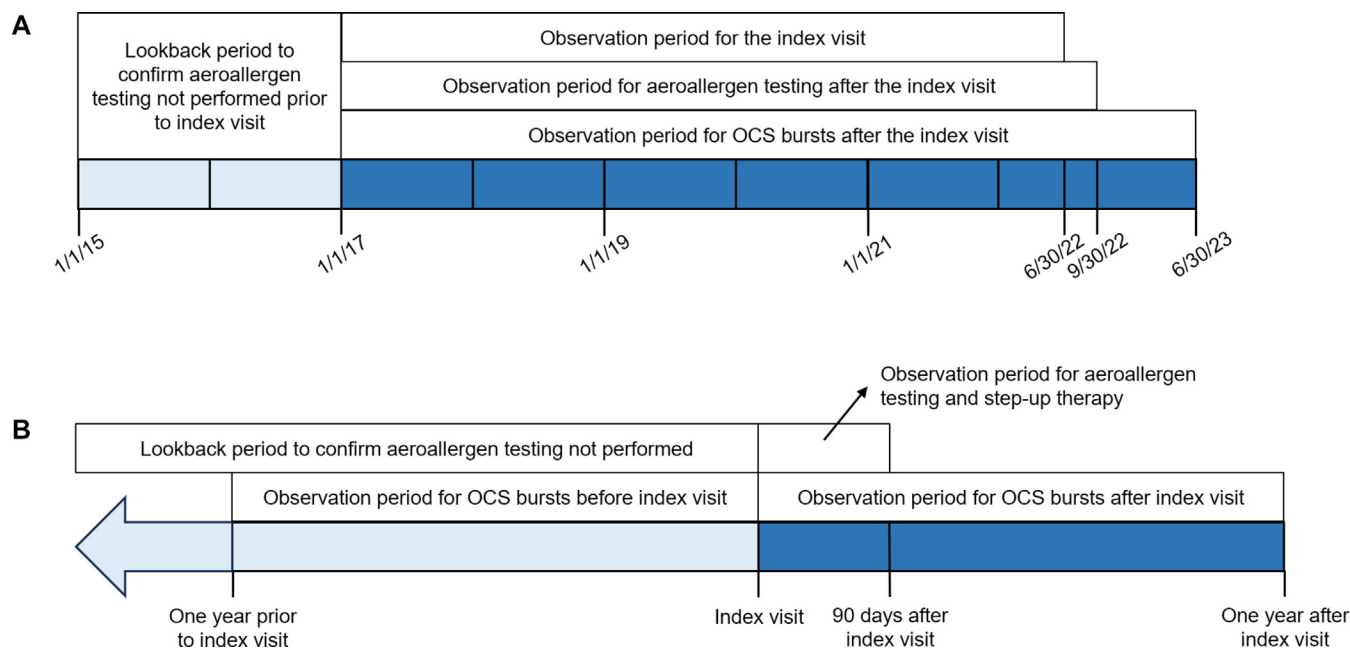 A
Lookback period to
confirm aeroallergen
testing not performed prior
to index visit
Observation period for the index visit
Observation period for aeroallergen testing after the index visit
Observation period for OCS bursts after the index visit
1/1/15
1/1/17
1/1/19
1/1/21
6/30/22
9/30/22
6/30/23
Observation period for aeroallergen
testing and step-up therapy
B
Lookback period to confirm aeroallergen testing not performed
Observation period for OCS bursts before index visit
Observation period for OCS bursts after index visit
One year prior
to index visit
Index visit
90 days after
index visit
One year after
index visit